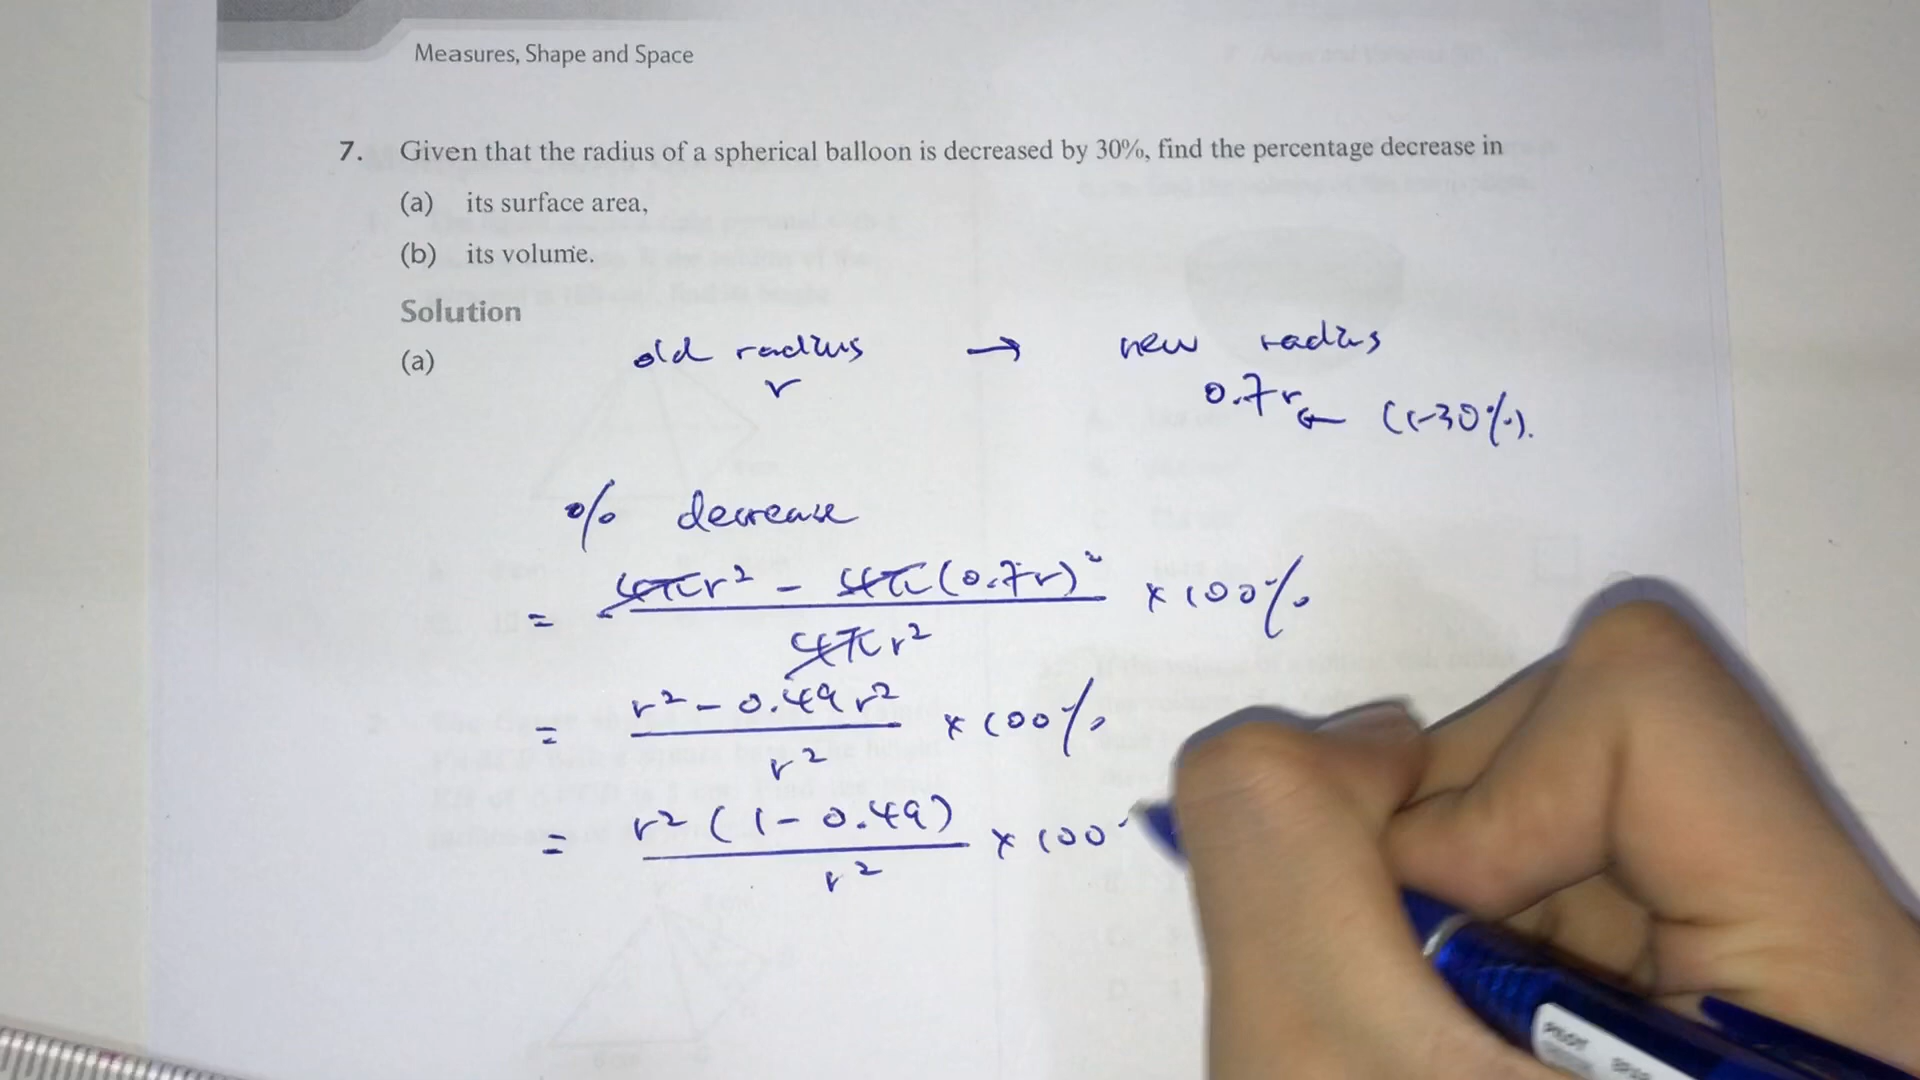 Measures, Shape and Space
7. Given that the radius of a spherical balloon is decreased by 30%, find the percentage decrease in
(a) its surface area,
(b) its volume.
Solution
(a) old radius → new radius
r 0.7r ← (1-30%).
% decrease
= 4πr² - 4π(0.7r)² × 100%
4πr²
= r² - 0.49r² × 100%
r²
= r² (1 - 0.49) × 100
r²